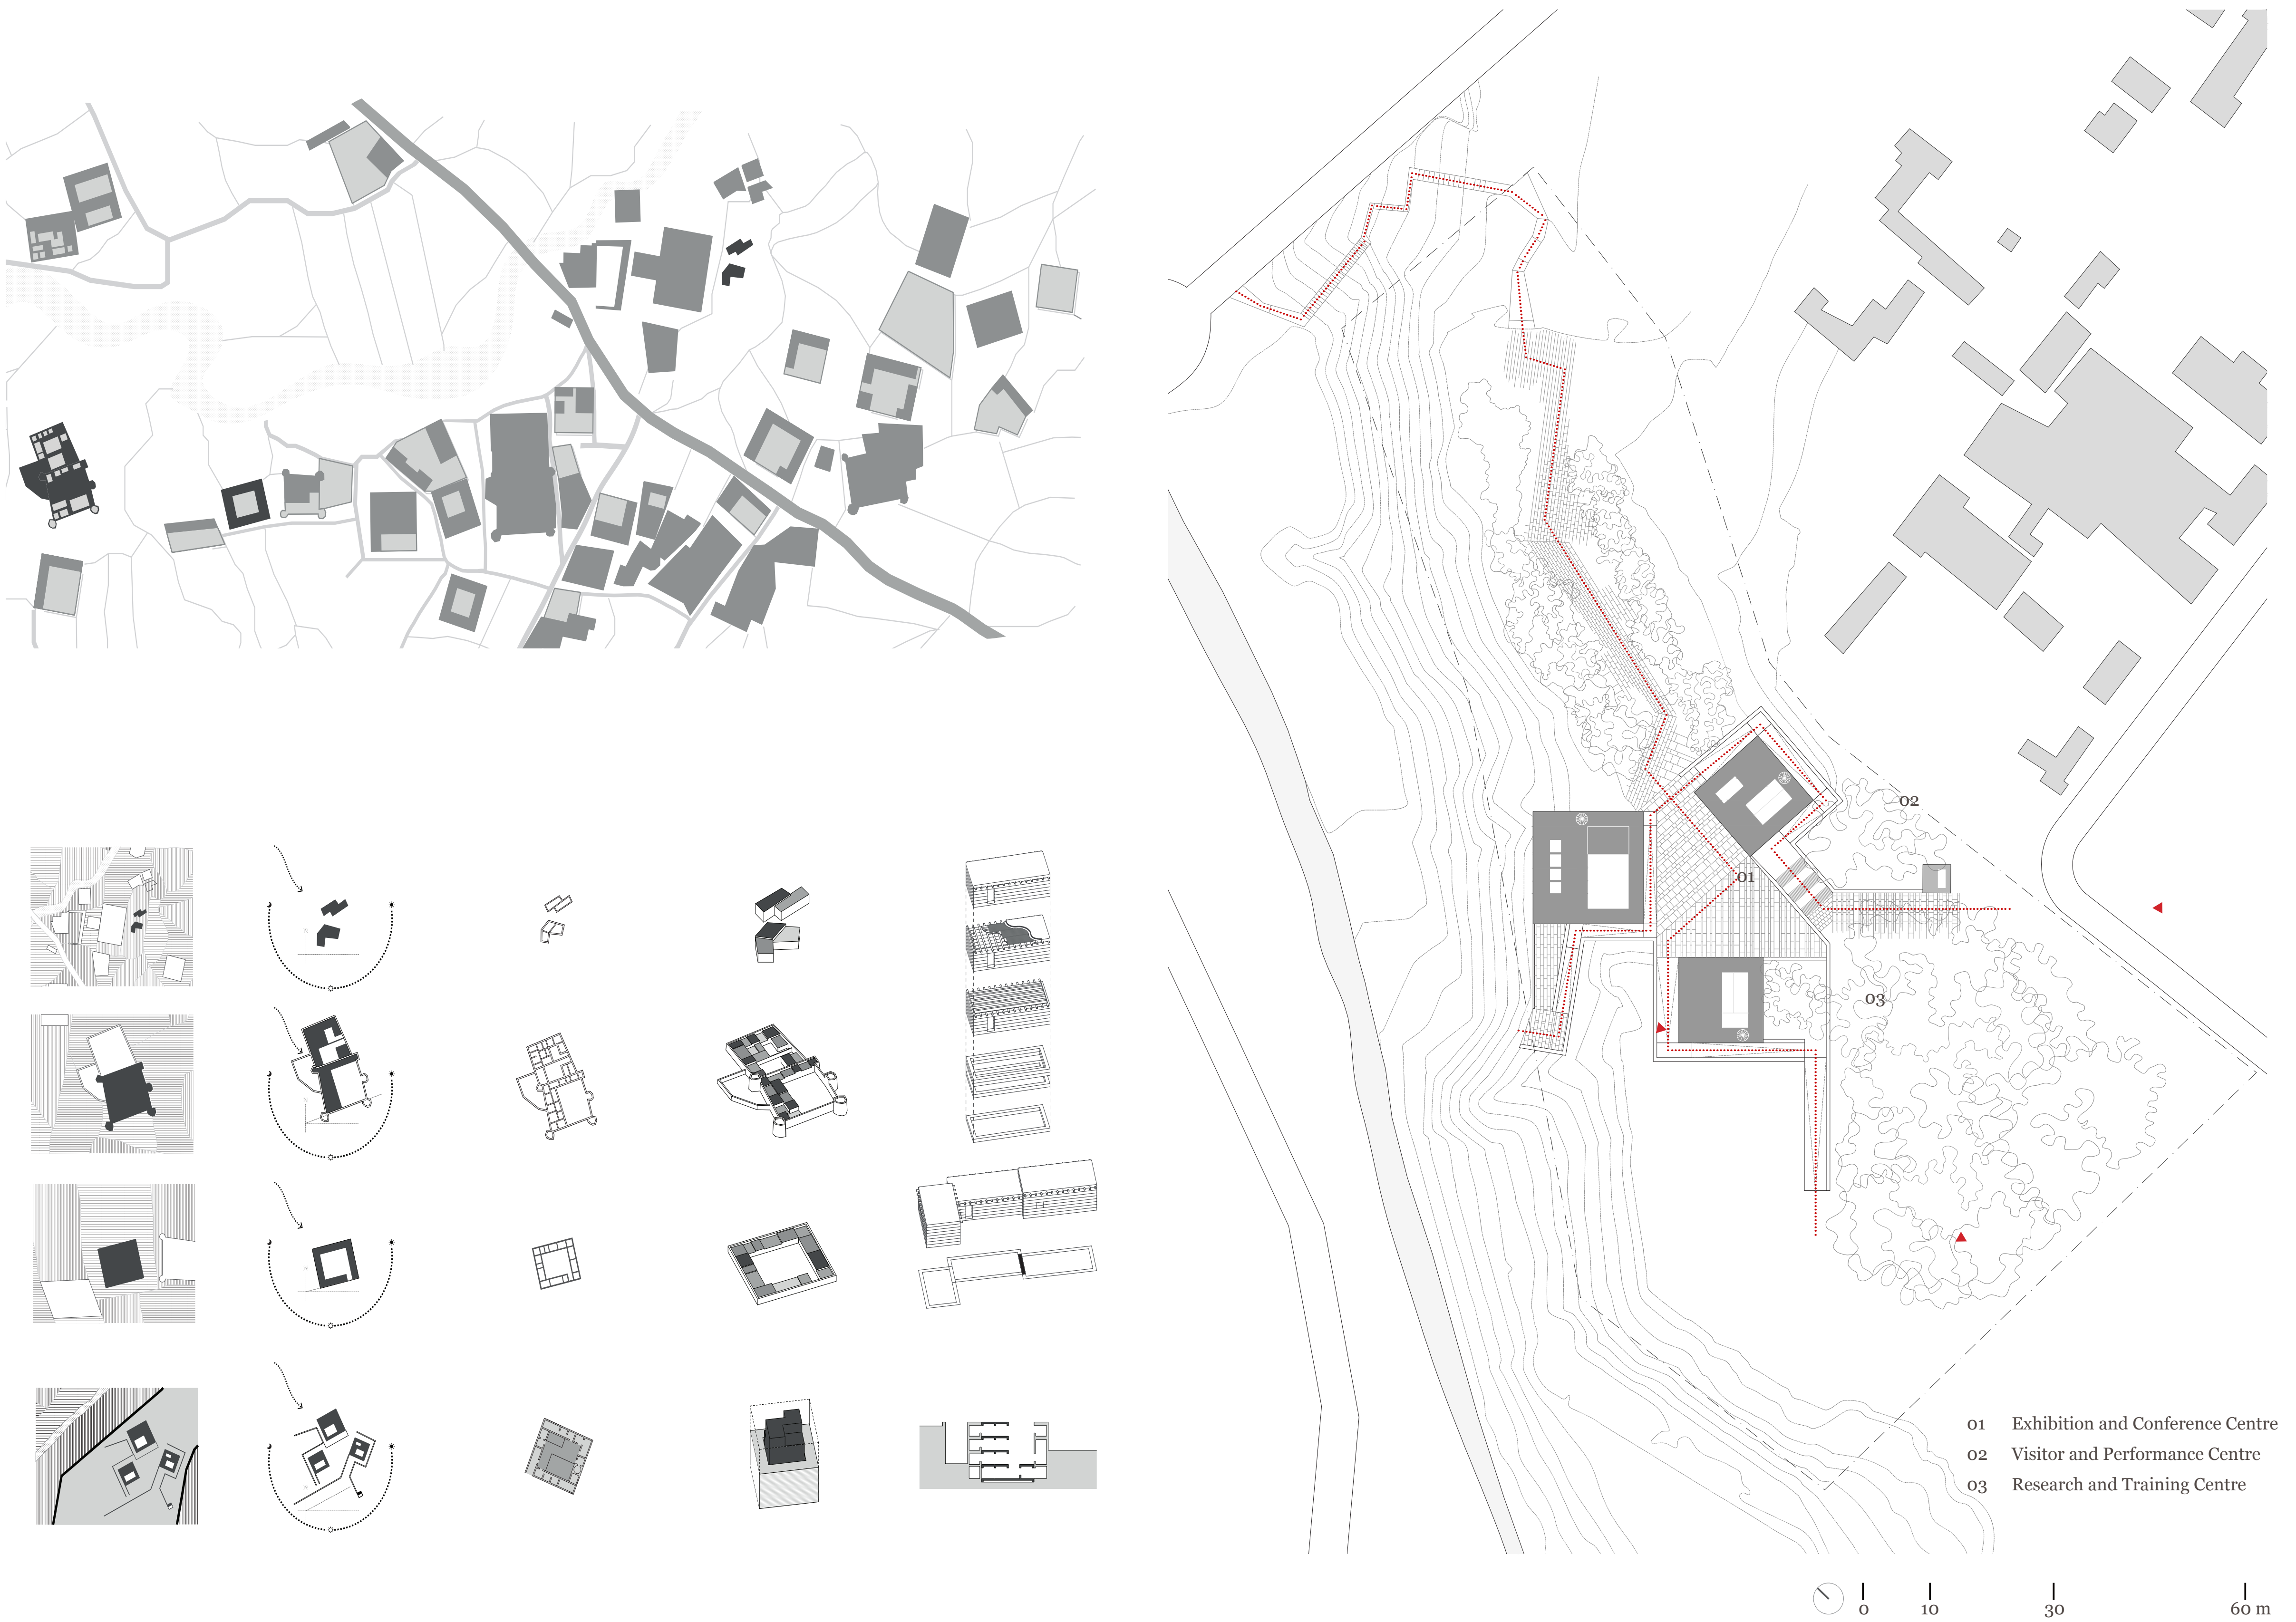 02
01
03
01 Exhibition and Conference Centre
02 Visitor and Performance Centre
03 Research and Training Centre
0 10 30 60 m